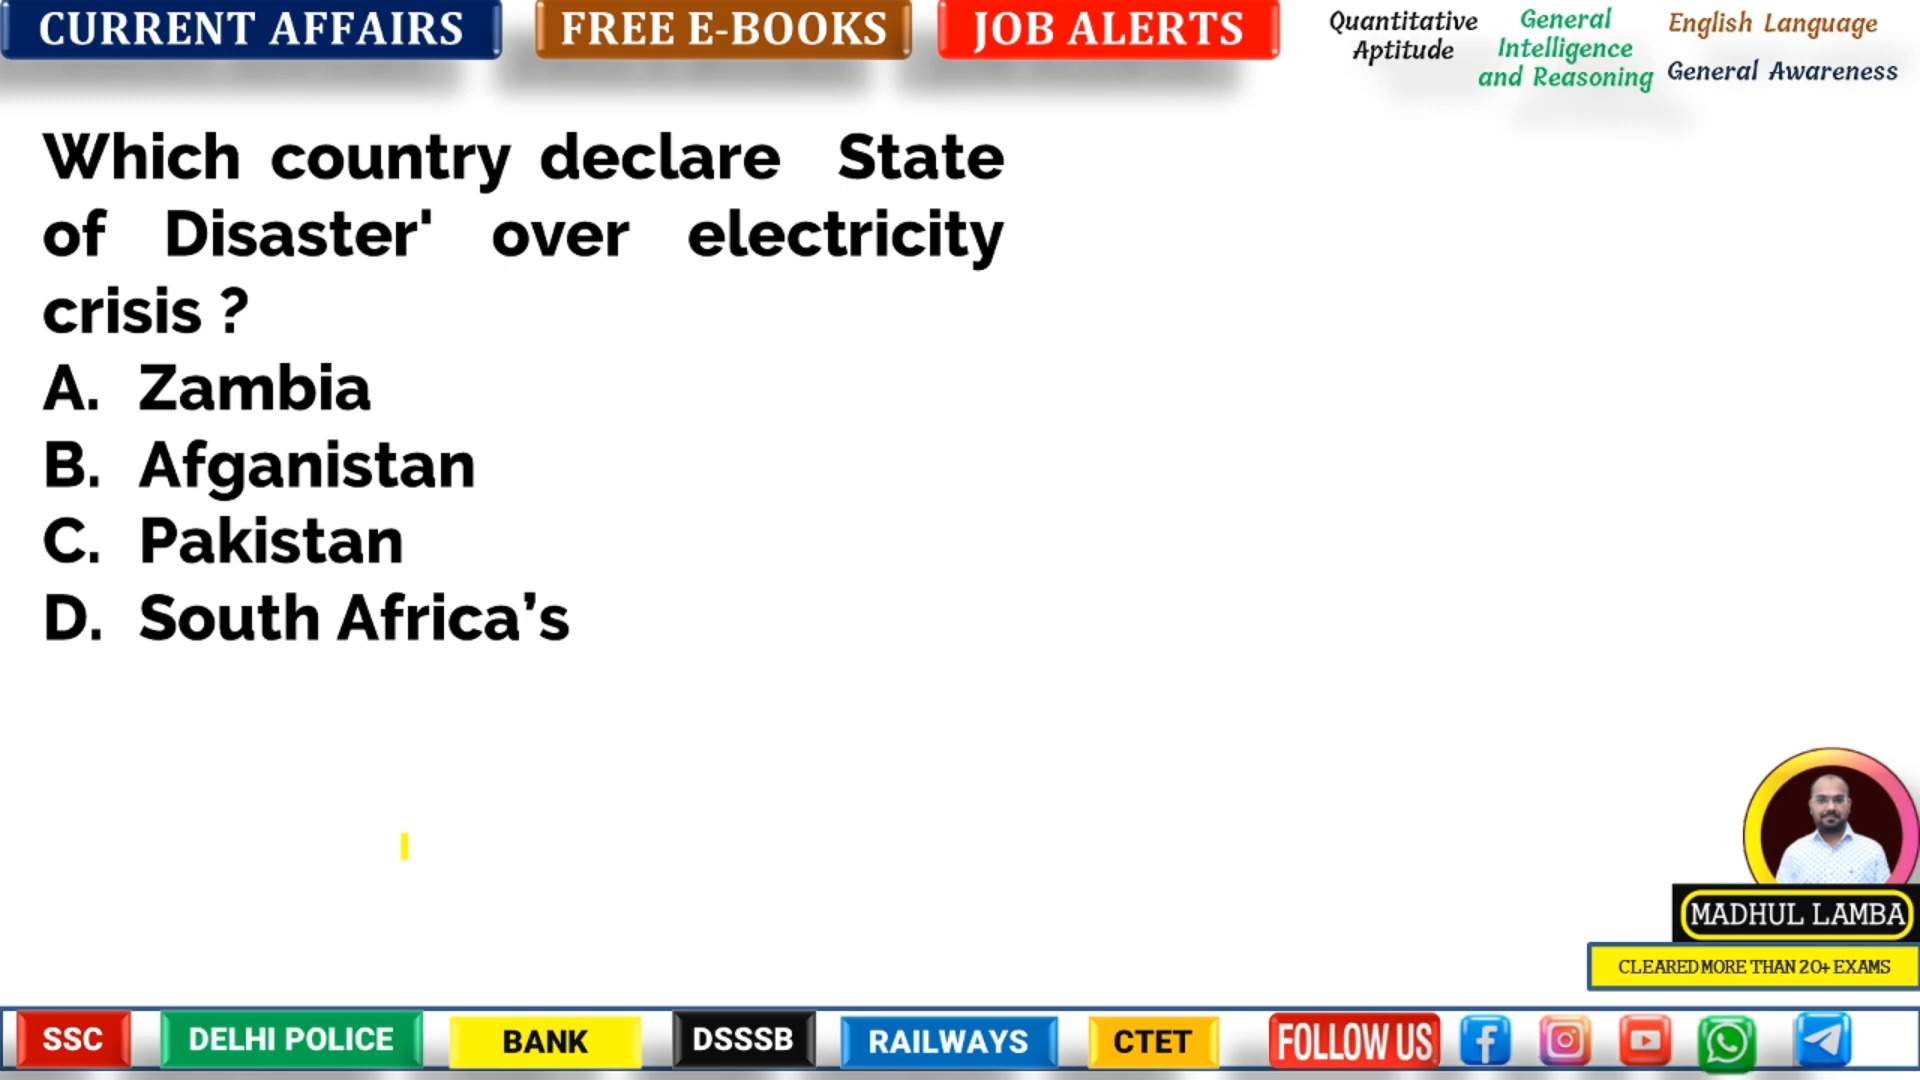 CURRENT AFFAIRS
FREE E-BOOKS
JOB ALERTS
Quantitative
Aptitude
General
Intelligence
and Reasoning
English Language
General Awareness
Which country declare State
of Disaster' over electricity
crisis ?
A. Zambia
B. Afganistan
C. Pakistan
D. South Africa’s
MADHUL LAMBA
CLEARED MORE THAN 20+ EXAMS
SSC
DELHI POLICE
BANK
DSSSB
RAILWAYS
CTET
FOLLOW US